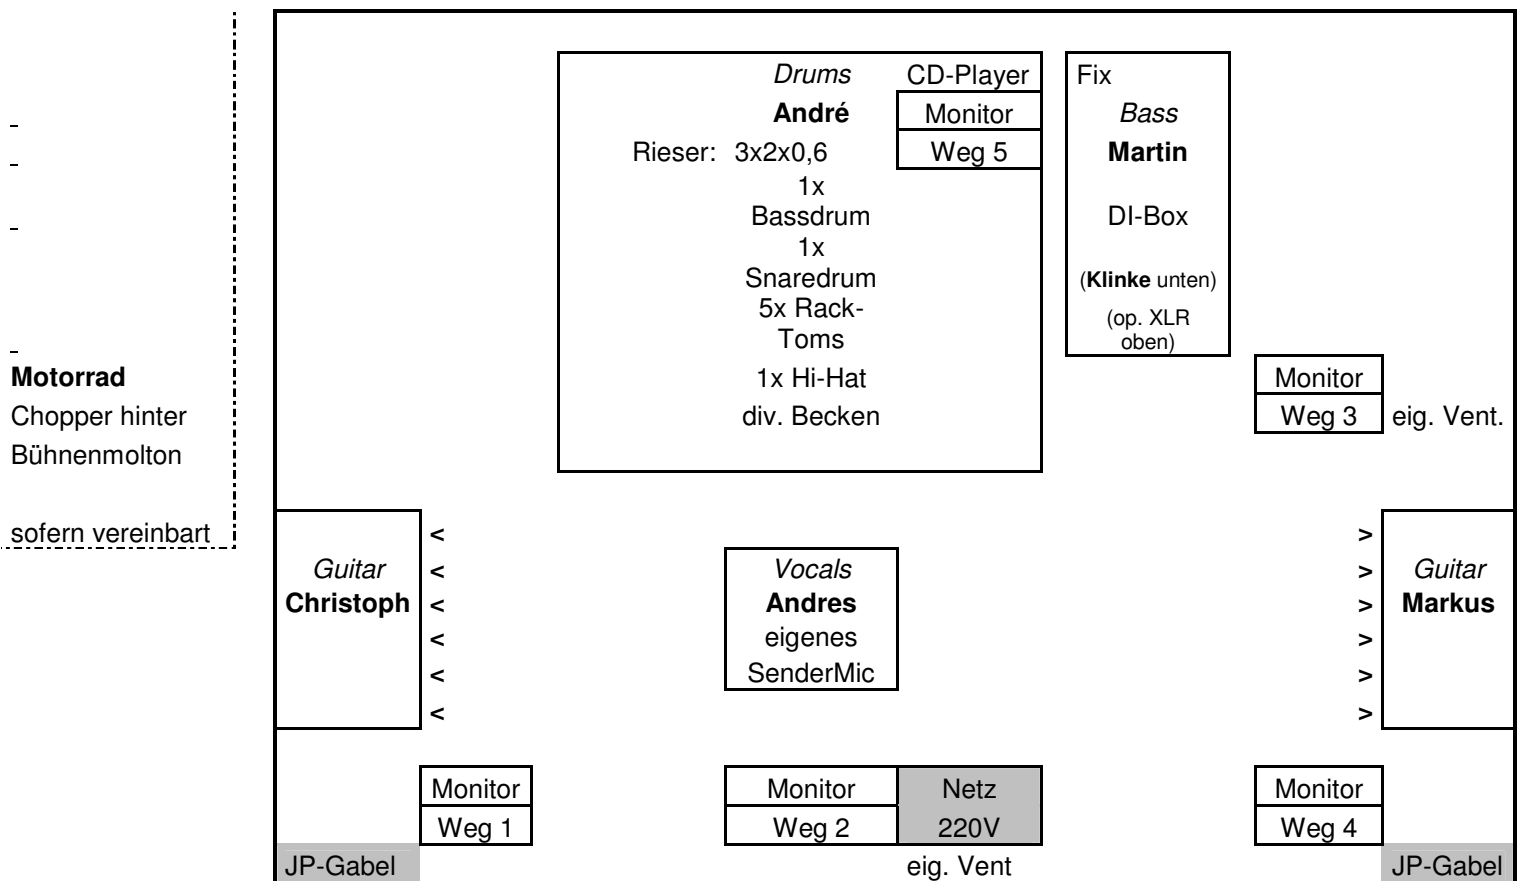 Drums CD-Player Fix
André Monitor Bass
Rieser: 3x2x0,6 Weg 5 Martin
1x
Bassdrum DI-Box
1x
Snaredrum (Klinke unten)
5x Rack-
Toms
(op. XLR
oben)
Motorrad 1x Hi-Hat Monitor
Chopper hinter div. Becken Weg 3 eig. Vent.
Bühnenmolton
sofern vereinbart < >
Guitar < Vocals > Guitar
Christoph < Andres > Markus
< eigenes >
< SenderMic >
< >
Monitor Monitor Netz Monitor
Weg 1 Weg 2 220V Weg 4
JP-Gabel eig. Vent JP-Gabel